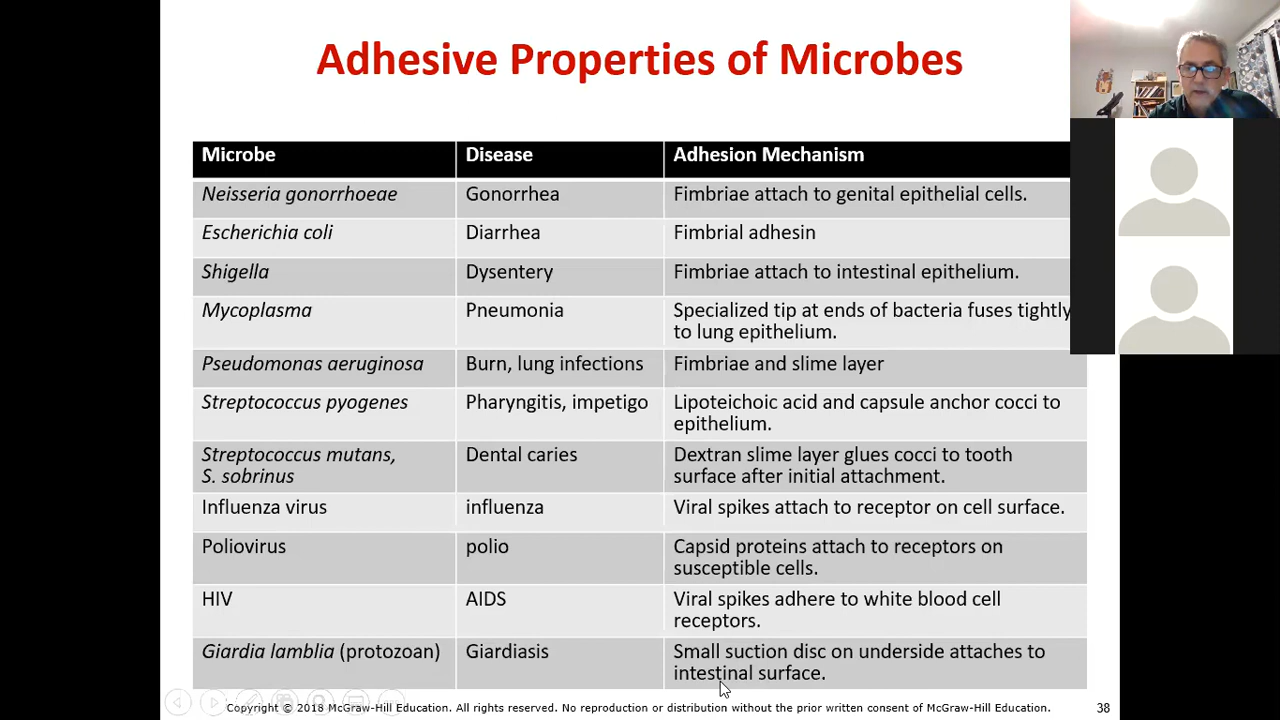 Adhesive Properties of Microbes
Microbe Disease Adhesion Mechanism
Neisseria gonorrhoeae Gonorrhea Fimbriae attach to genital epithelial cells.
Escherichia coli Diarrhea Fimbrial adhesin
Shigella Dysentery Fimbriae attach to intestinal epithelium.
Mycoplasma Pneumonia Specialized tip at ends of bacteria fuses tightly
to lung epithelium.
Pseudomonas aeruginosa Burn, lung infections Fimbriae and slime layer
Streptococcus pyogenes Pharyngitis, impetigo Lipoteichoic acid and capsule anchor cocci to
epithelium.
Streptococcus mutans, Dental caries Dextran slime layer glues cocci to tooth
S. sobrinus surface after initial attachment.
Influenza virus influenza Viral spikes attach to receptor on cell surface.
Poliovirus polio Capsid proteins attach to receptors on
susceptible cells.
HIV AIDS Viral spikes adhere to white blood cell
receptors.
Giardia lamblia (protozoan) Giardiasis Small suction disc on underside attaches to
intestinal surface.
Copyright © 2018 McGraw-Hill Education. All rights reserved. No reproduction or distribution without the prior written consent of McGraw-Hill Education. 38